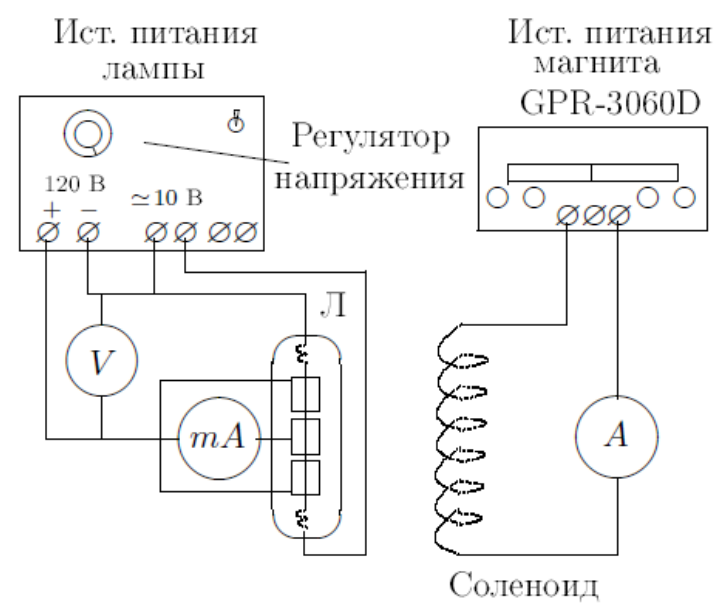 Ист. питания
лампы
Ист. питания
магнита
GPR-3060D
Регулятор
напряжения
120 В
+ −
≃10 В
Л
V
mA
A
Соленоид